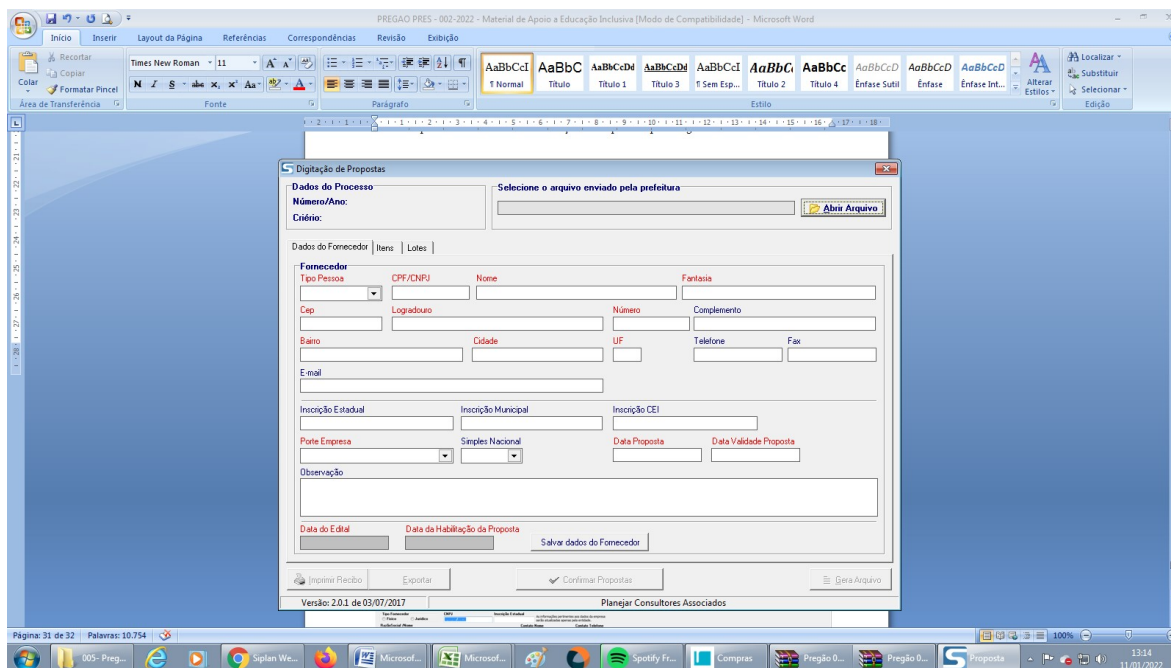 PREGAO PRES - 002-2022 - Material de Apoio a Educação Inclusiva [Modo de Compatibilidade] - Microsoft Word
Início Inserir Layout da Página Referências Correspondências Revisão Exibição
Colar
Recortar
Copiar
Formatar Pincel
Área de Transferência
Times New Roman 11
N I S abc x, x² Aa
Fonte
Parágrafo
AaBbCcI AaBbC AaBbCcDd AaBbCcDd AaBbCcI AaBbC AaBbCc AaBbCcD AaBbCcD AaBbCcD
¶ Normal Título Título 1 Título 3 ¶ Sem Esp... Título 2 Título 4 Ênfase Sutil Ênfase Ênfase Int...
Alterar Estilos
Estilo
Localizar
Substituir
Selecionar
Edição
Digitação de Propostas
Dados do Processo
Número/Ano:
Criério:
Selecione o arquivo enviado pela prefeitura
Abrir Arquivo
Dados do Fornecedor Itens Lotes
Fornecedor
Tipo Pessoa CPF/CNPJ Nome Fantasia
Cep Logradouro Número Complemento
Bairro Cidade UF Telefone Fax
E-mail
Inscrição Estadual Inscrição Municipal Inscrição CEI
Porte Empresa Simples Nacional Data Proposta Data Validade Proposta
Observação
Data do Edital Data da Habilitação da Proposta
Salvar dados do Fornecedor
Imprimir Recibo Exportar Confirmar Propostas Gera Arquivo
Versão: 2.0.1 de 03/07/2017 Planejar Consultores Associados
Página: 31 de 32 Palavras: 10.754 100%
005- Preg... Siplan We... Microsof... Microsof... Spotify Fr... Compras Pregão 0... Pregão 0... Proposta
13:14